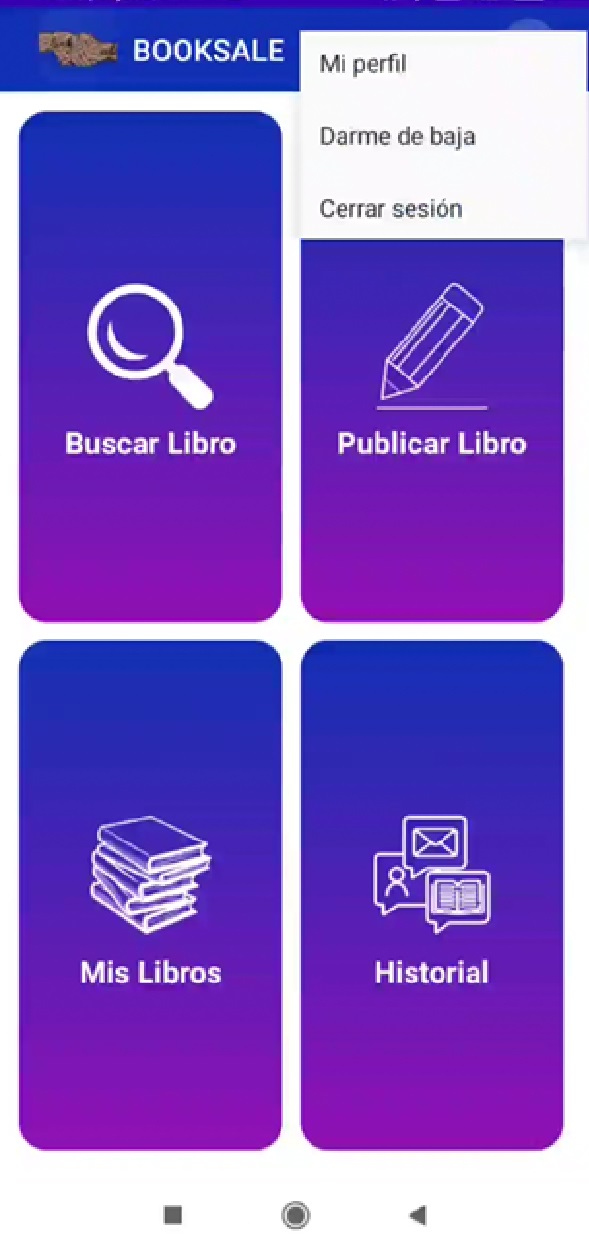 BOOKSALE
Mi perfil
Darme de baja
Cerrar sesión
Buscar Libro
Publicar Libro
Mis Libros
Historial